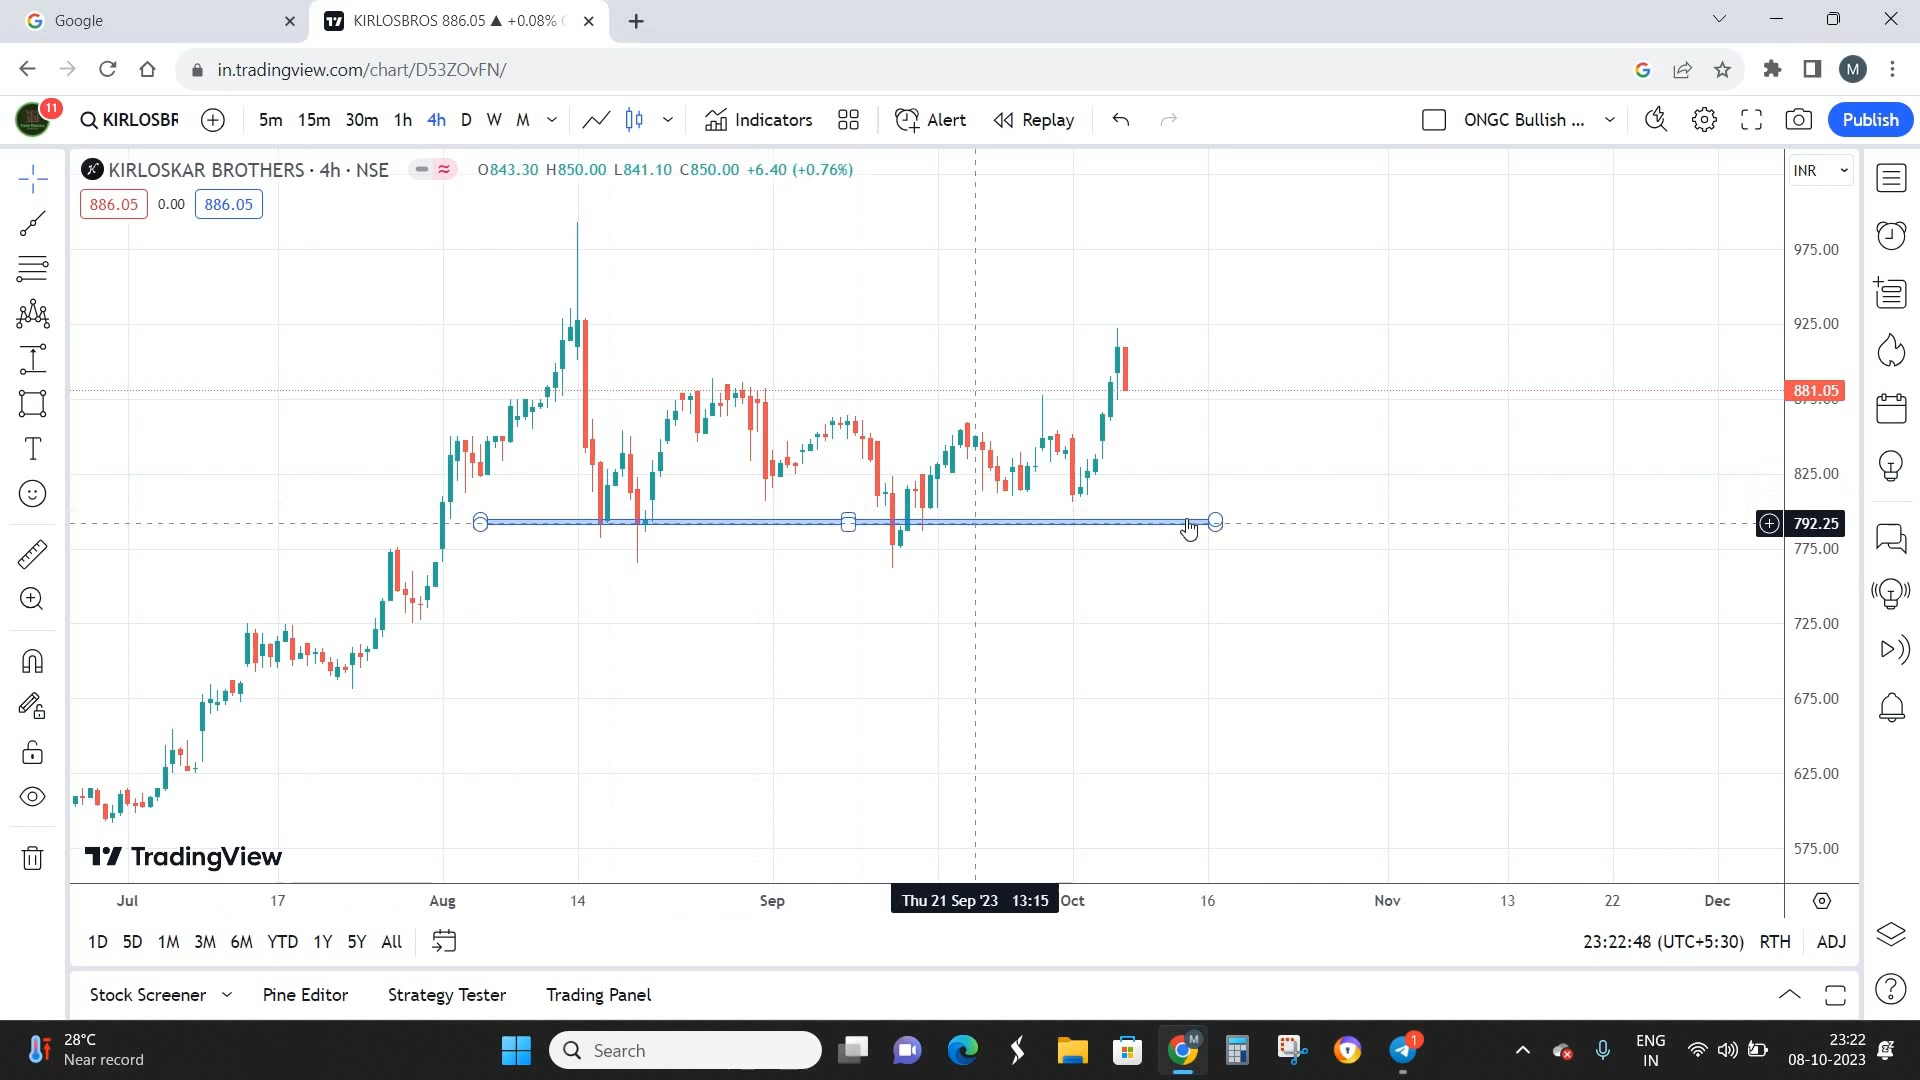 Google
KIRLOSBROS 886.05 ▲ +0.08%
in.tradingview.com/chart/D53ZOvFN/
M
11
KIRLOSBR
5m 15m 30m 1h 4h D W M
Indicators
Alert
Replay
ONGC Bullish ...
Publish
KIRLOSKAR BROTHERS · 4h · NSE
O843.30 H850.00 L841.10 C850.00 +6.40 (+0.76%)
INR
886.05 0.00 886.05
975.00
925.00
881.05
825.00
792.25
775.00
725.00
675.00
625.00
575.00
TradingView
Jul 17 Aug 14 Sep Thu 21 Sep '23 13:15 Oct 16 Nov 13 22 Dec
1D 5D 1M 3M 6M YTD 1Y 5Y All
23:22:48 (UTC+5:30) RTH ADJ
Stock Screener Pine Editor Strategy Tester Trading Panel
28°C
Near record
Search
M
1
ENG
IN
23:22
08-10-2023